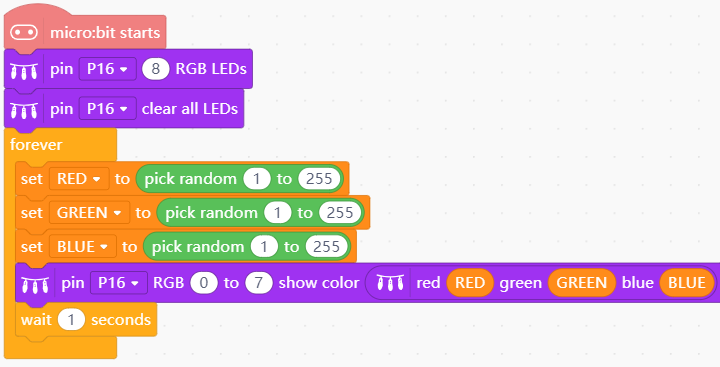 micro:bit starts
pin P16 8 RGB LEDs
pin P16 clear all LEDs
forever
set RED to pick random 1 to 255
set GREEN to pick random 1 to 255
set BLUE to pick random 1 to 255
pin P16 RGB 0 to 7 show color red RED green GREEN blue BLUE
wait 1 seconds